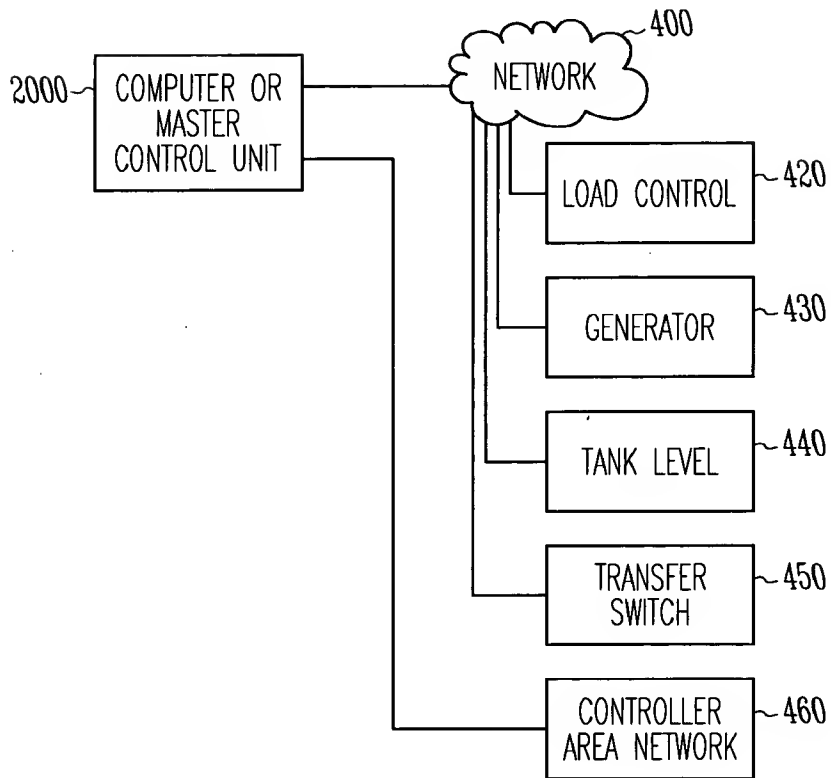 400
NETWORK
2000
COMPUTER OR
MASTER
CONTROL UNIT
LOAD CONTROL
420
GENERATOR
430
TANK LEVEL
440
TRANSFER
SWITCH
450
CONTROLLER
AREA NETWORK
460